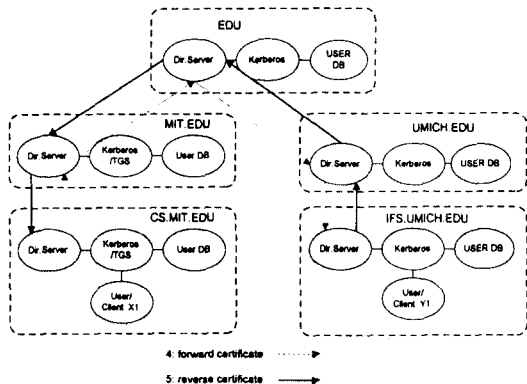 EDU
Dir.Server
Kerberos
USER
DB
MIT.EDU
Dir.Server
Kerberos
/TGS
User DB
UMICH.EDU
Dir.Server
Kerberos
USER DB
CS.MIT.EDU
Dir.Server
Kerberos
/TGS
User DB
User/
Client X1
IFS.UMICH.EDU
Dir.Server
Kerberos
USER DB
User/
Client Y1
4: forward certificate
5: reverse certificate